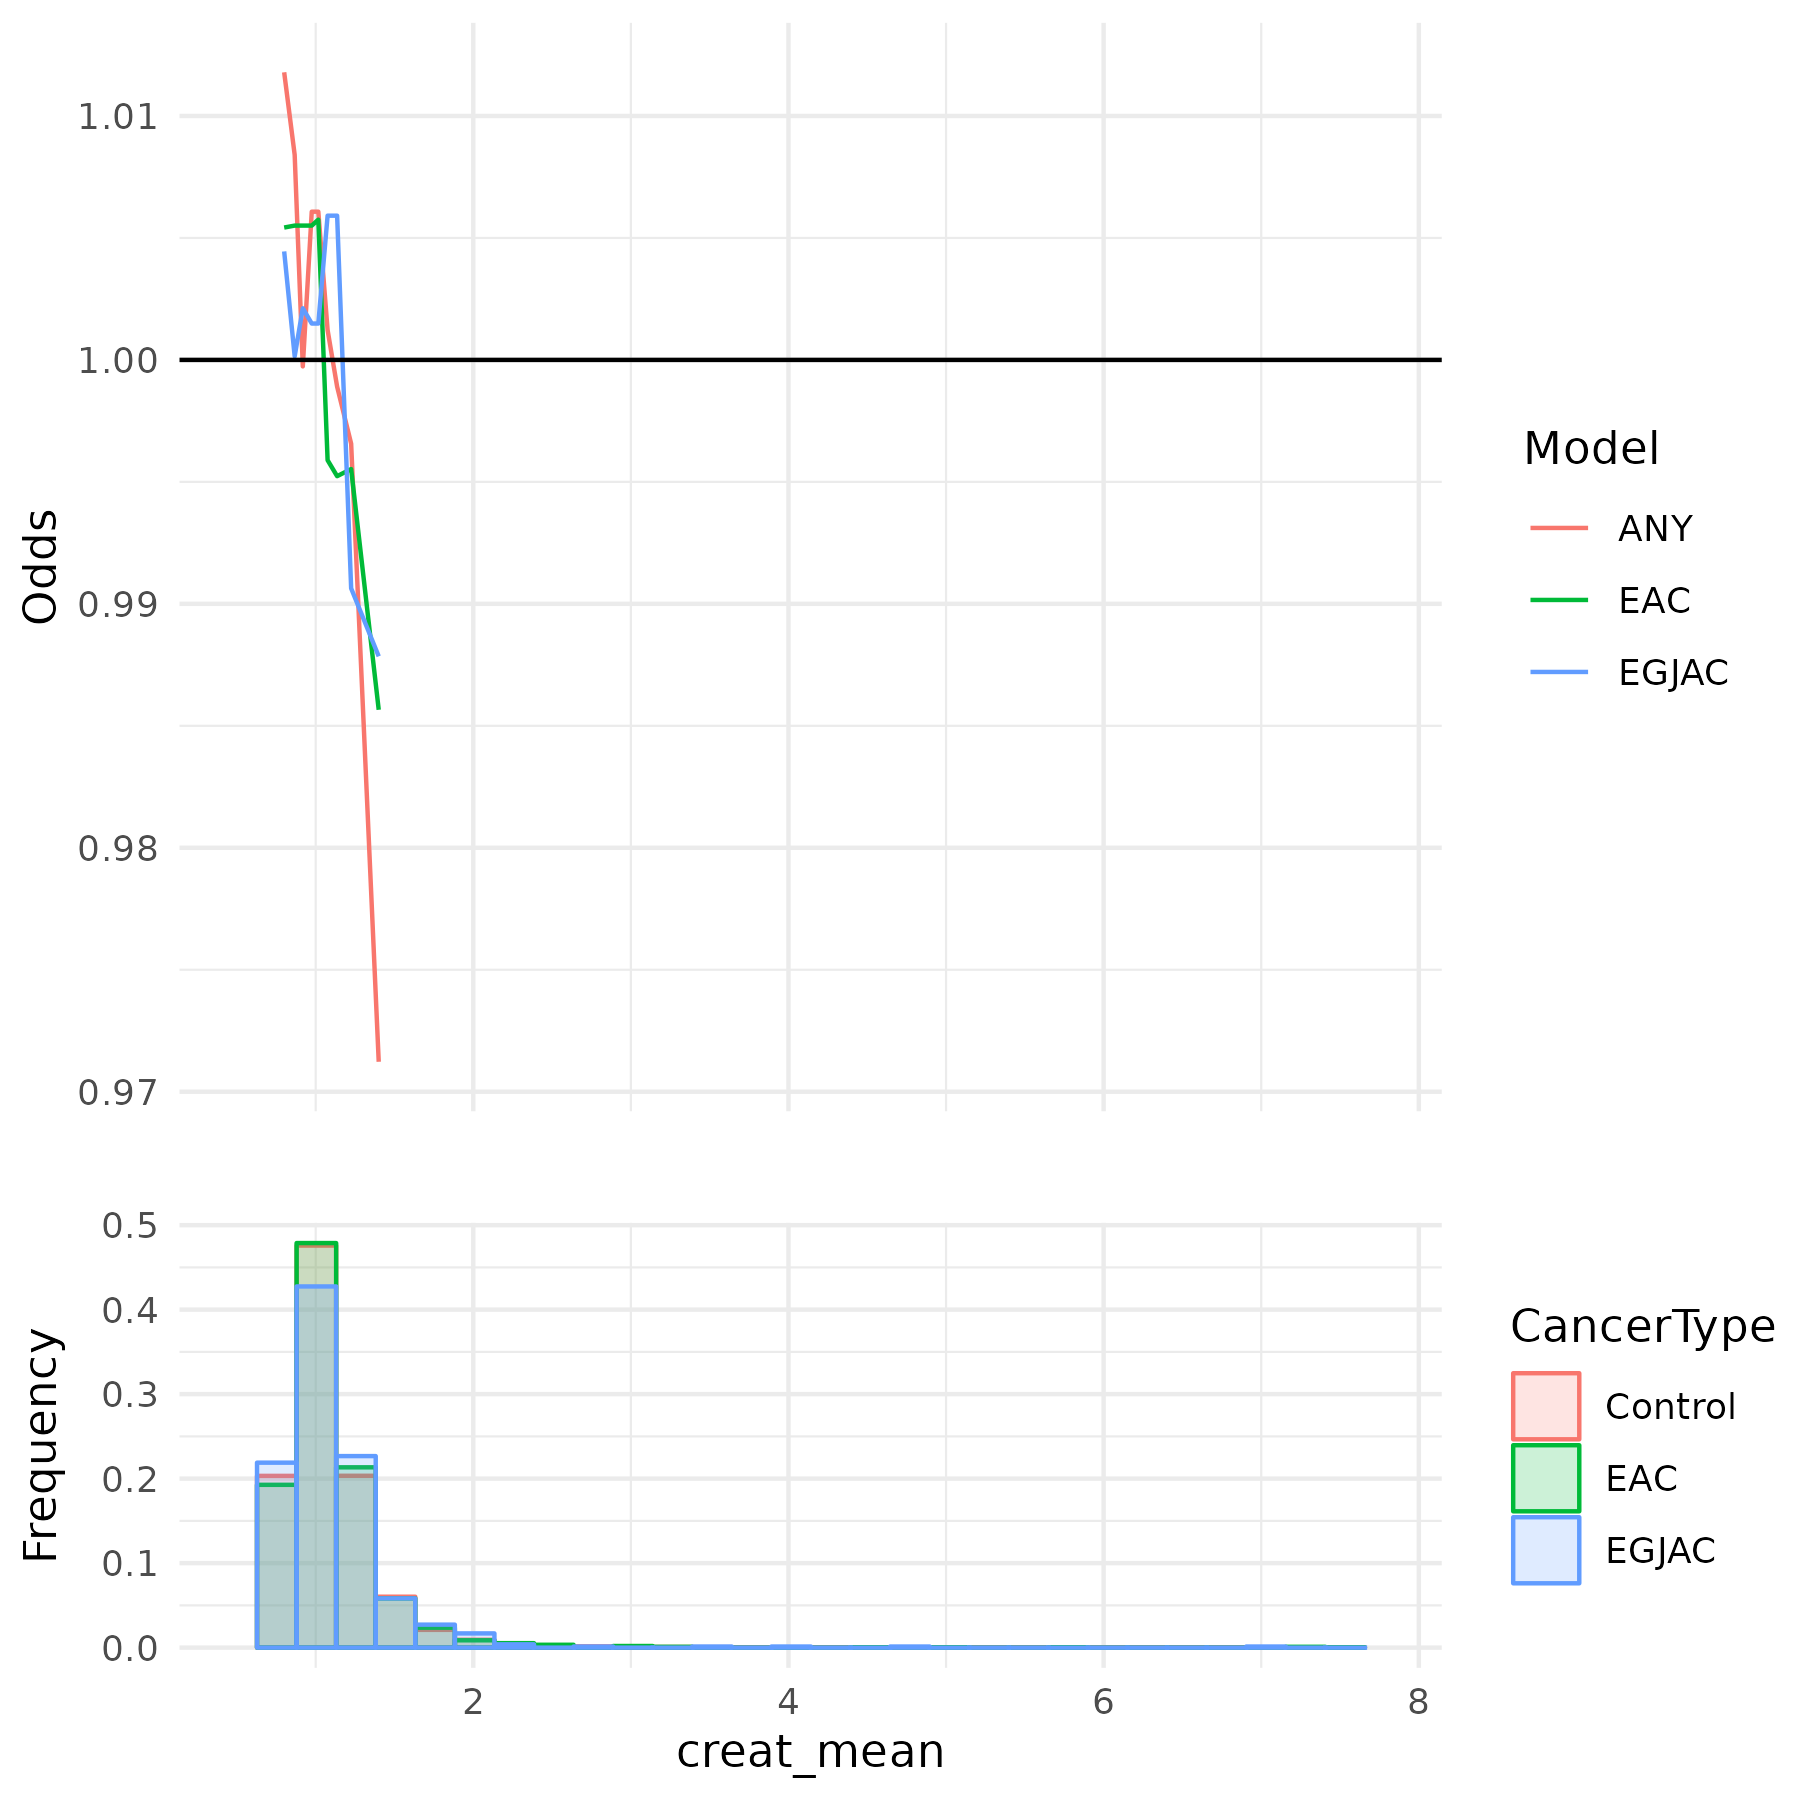 1.01
1.00
0.99
0.98
0.97
Odds
Model
ANY
EAC
EGJAC
0.5
0.4
0.3
0.2
0.1
0.0
Frequency
2 4 6 8
creat_mean
CancerType
Control
EAC
EGJAC